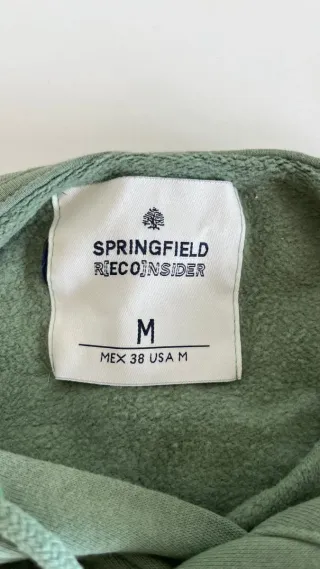 SPRINGFIELD
R[ECO]NSIDER
M
MEX 38 USA M